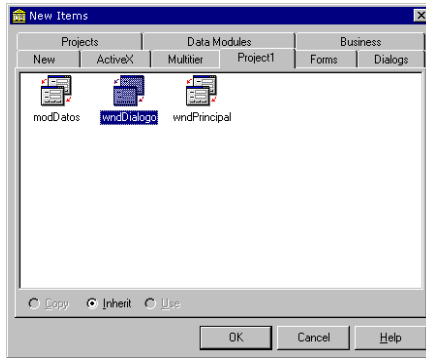 New Items
Projects Data Modules Business
New ActiveX Multitier Project1 Forms Dialogs
modDatos wndDialogo wndPrincipal
Copy Inherit Use
OK Cancel Help